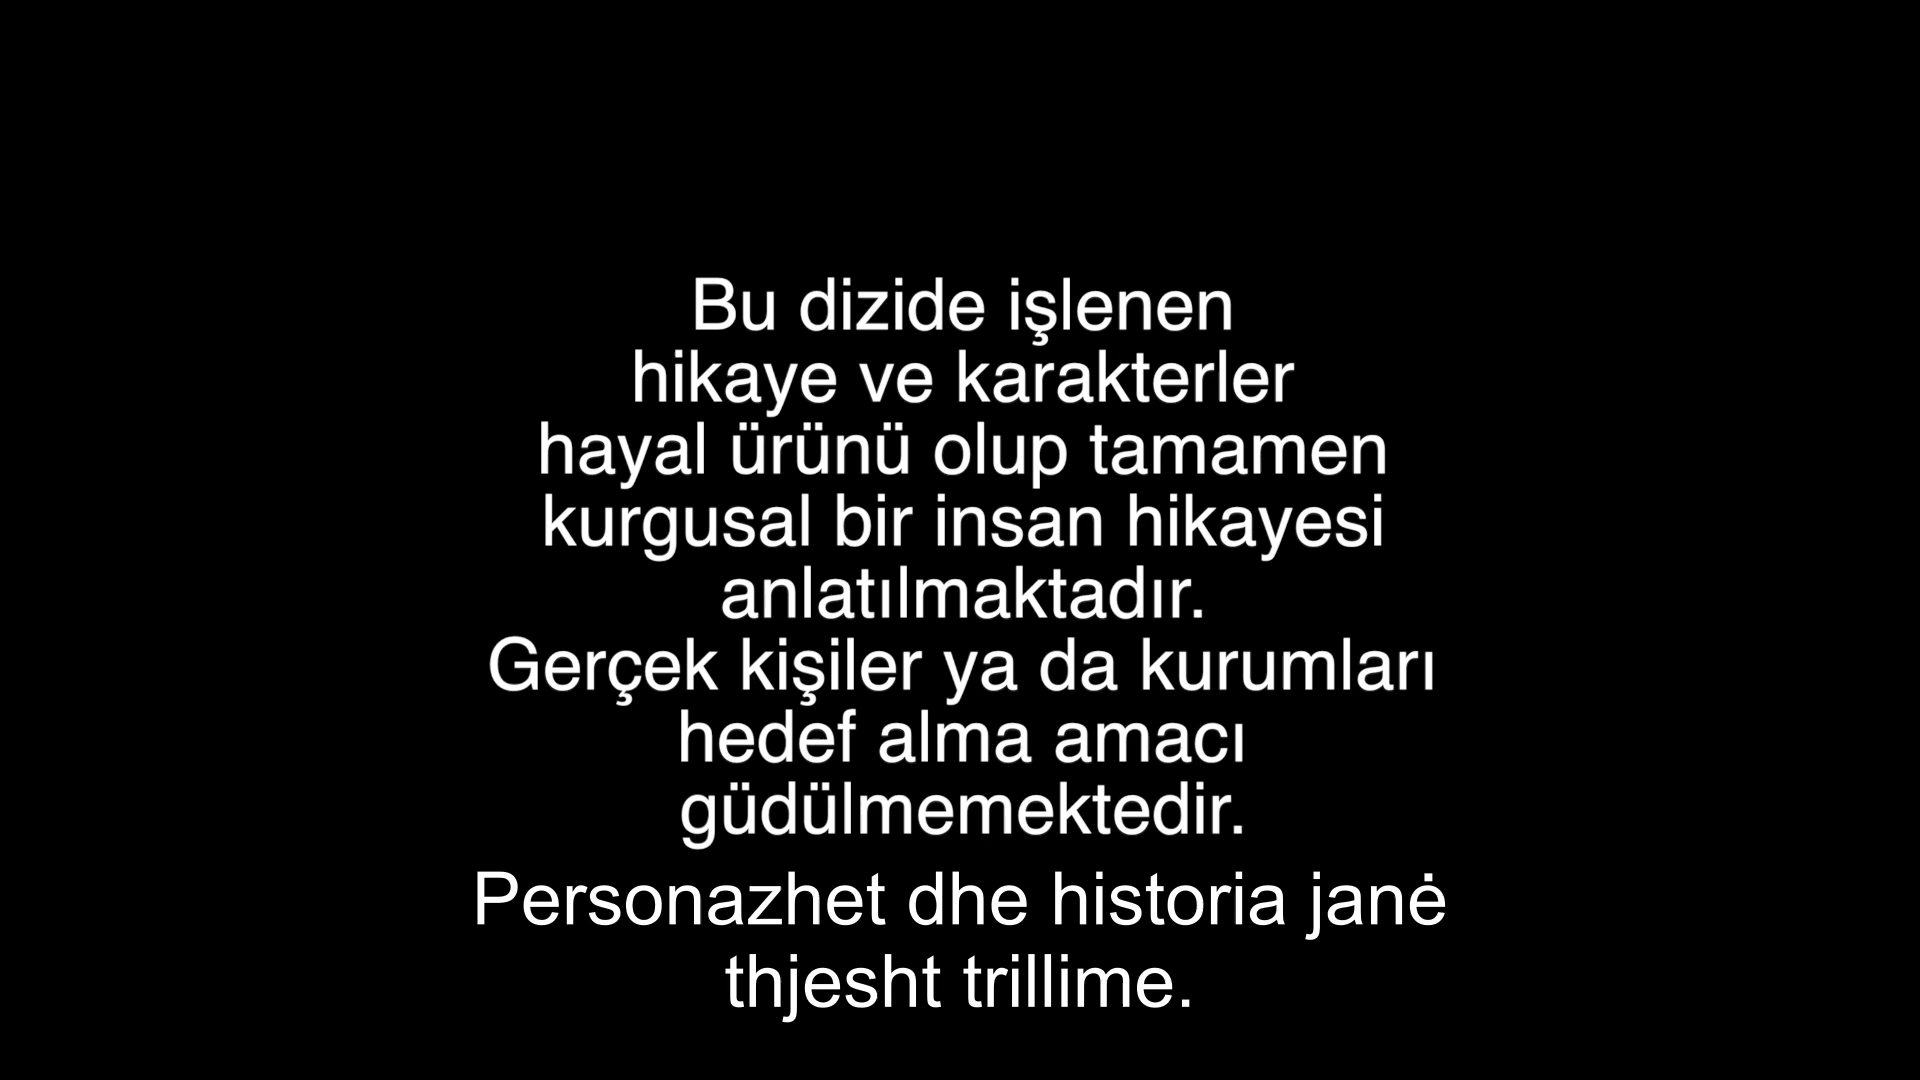 Bu dizide işlenen
hikaye ve karakterler
hayal ürünü olup tamamen
kurgusal bir insan hikayesi
anlatılmaktadır.
Gerçek kişiler ya da kurumları
hedef alma amacı
güdülmemektedir.
Personazhet dhe historia janė
thjesht trillime.